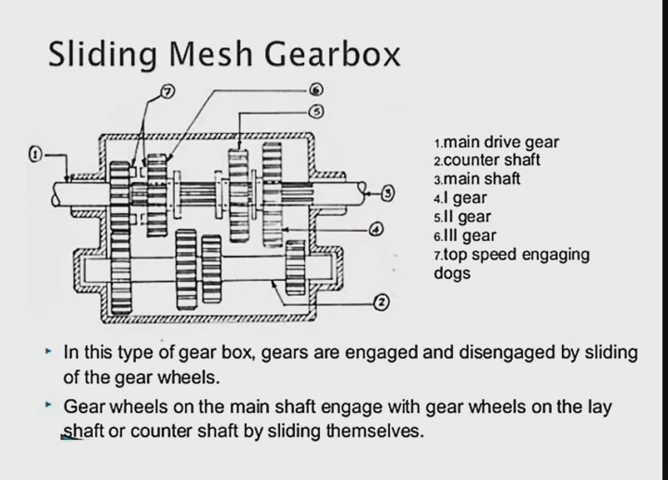 Sliding Mesh Gearbox
7
6
5
1
3
4
2
1.main drive gear
2.counter shaft
3.main shaft
4.I gear
5.II gear
6.III gear
7.top speed engaging
dogs
In this type of gear box, gears are engaged and disengaged by sliding
of the gear wheels.
Gear wheels on the main shaft engage with gear wheels on the lay
shaft or counter shaft by sliding themselves.